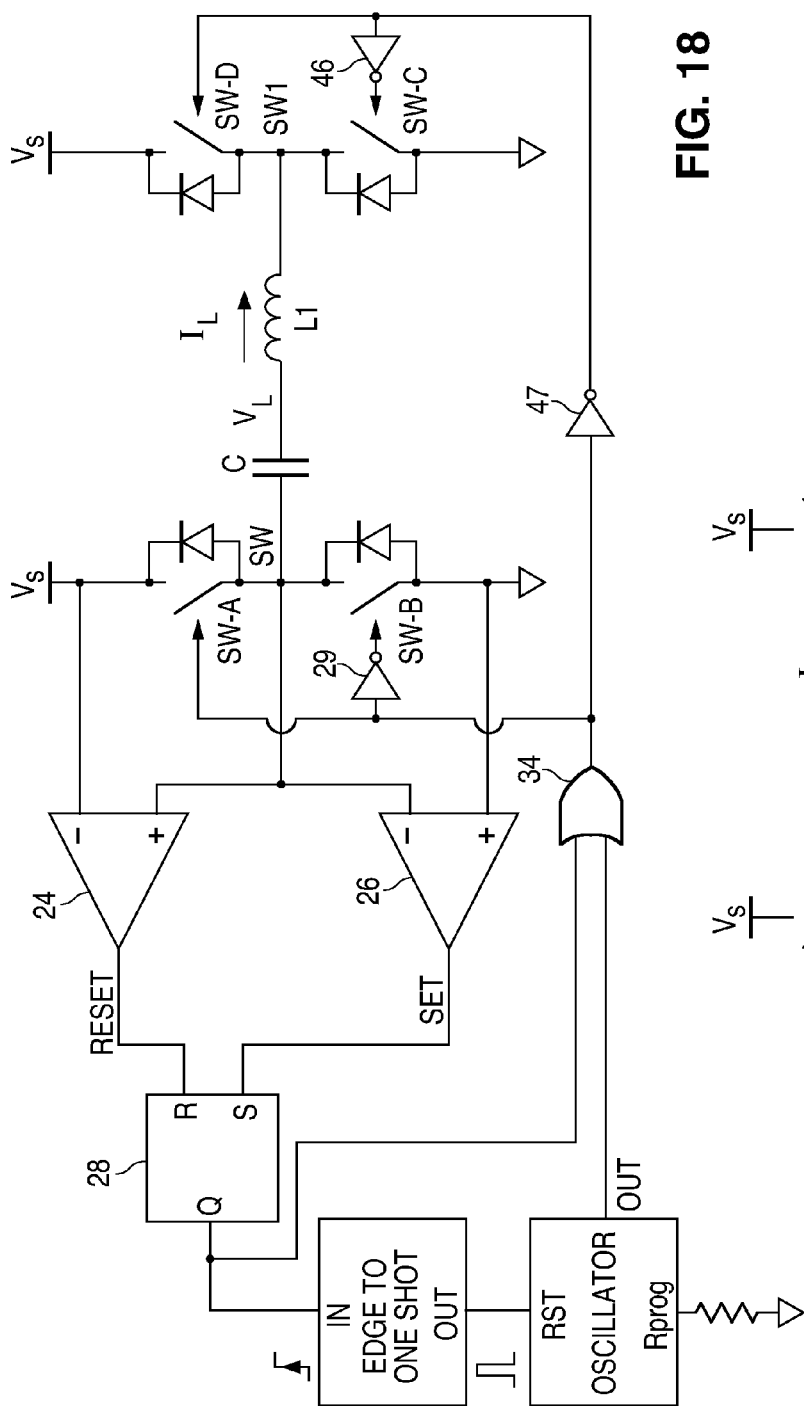 V_S
24
−
+
RESET
SW-A
SW
C
V_L
I_L
L1
V_S
SW-D
SW1
46
SW-C
28
R
S
Q
SET
26
−
+
29
SW-B
IN
EDGE TO
ONE SHOT
OUT
34
47
RST
OSCILLATOR
OUT
Rprog
FIG. 18
V_S
V_S